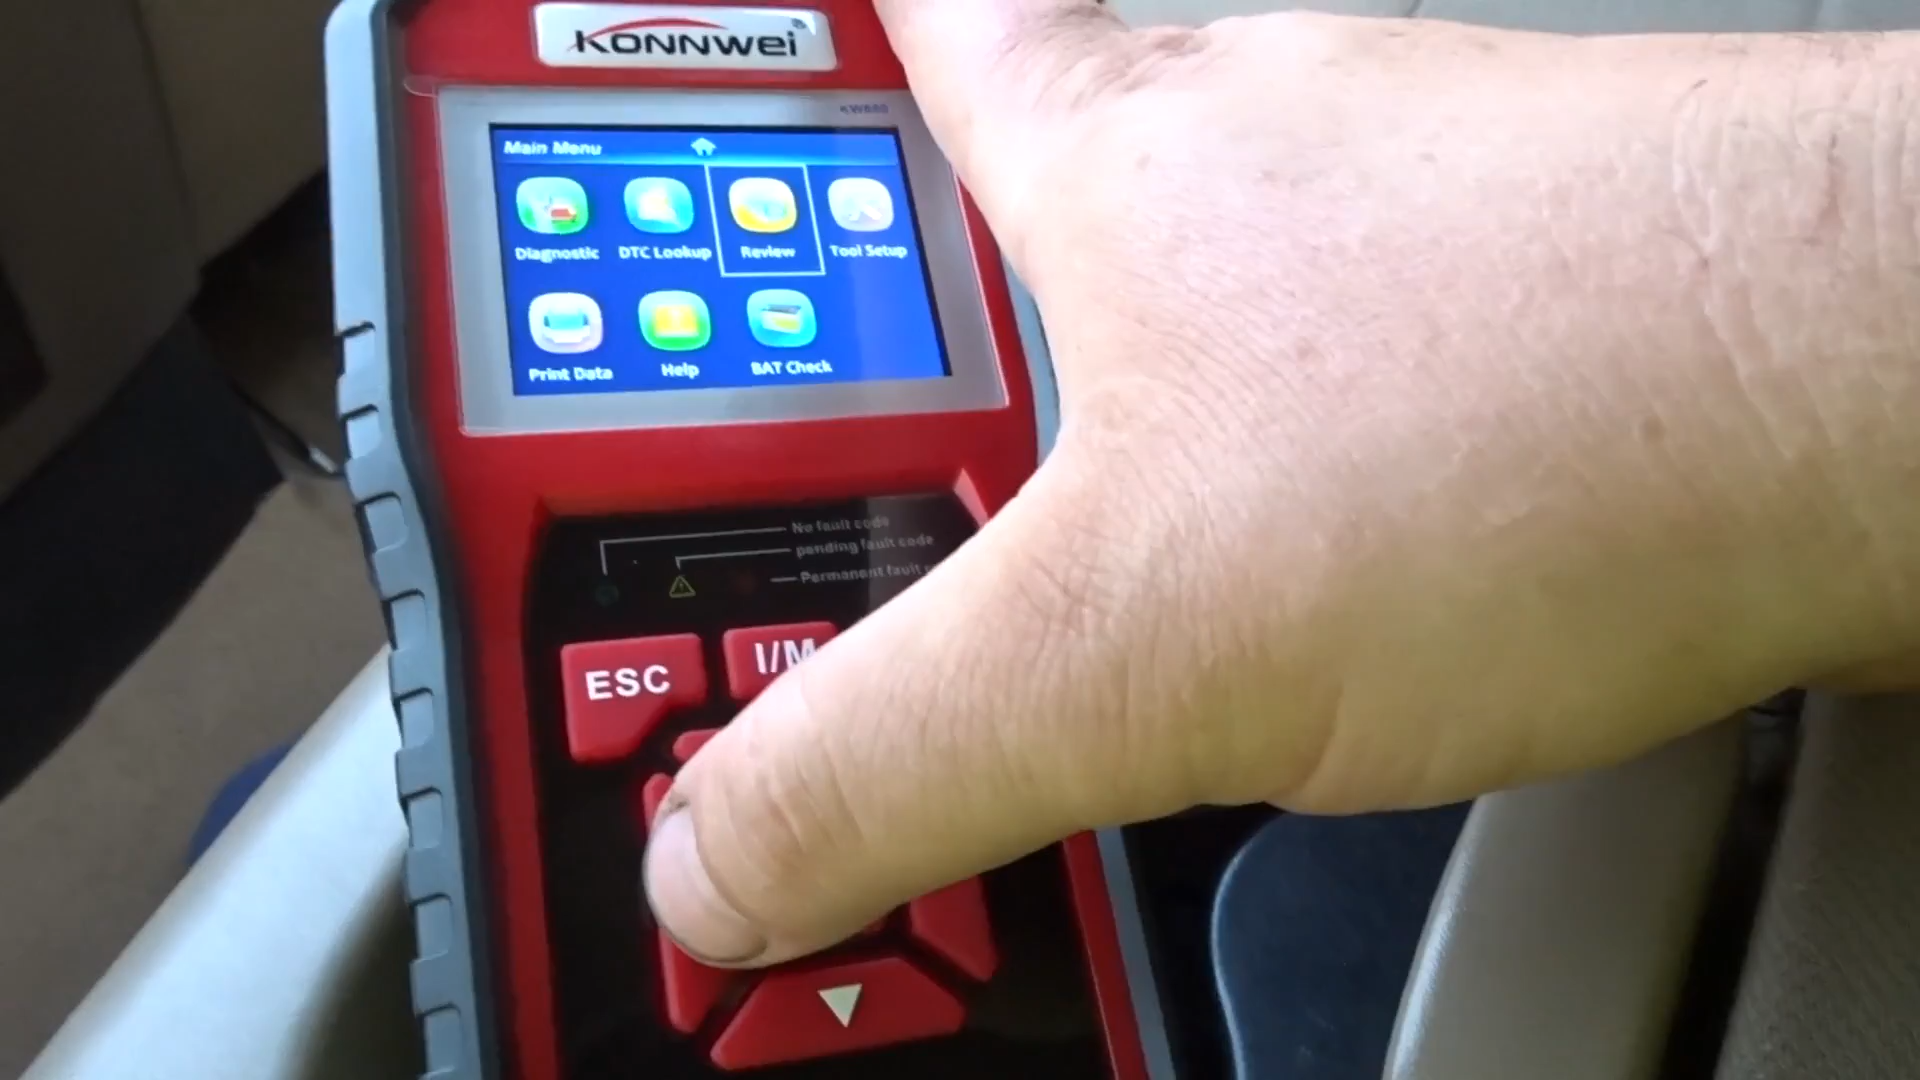 KONNWEI®
Main Menu
Diagnostic DTC Lookup Review Tool Setup
Print Data Help BAT Check
No fault code
pending fault code
Permanent fault
ESC I/M